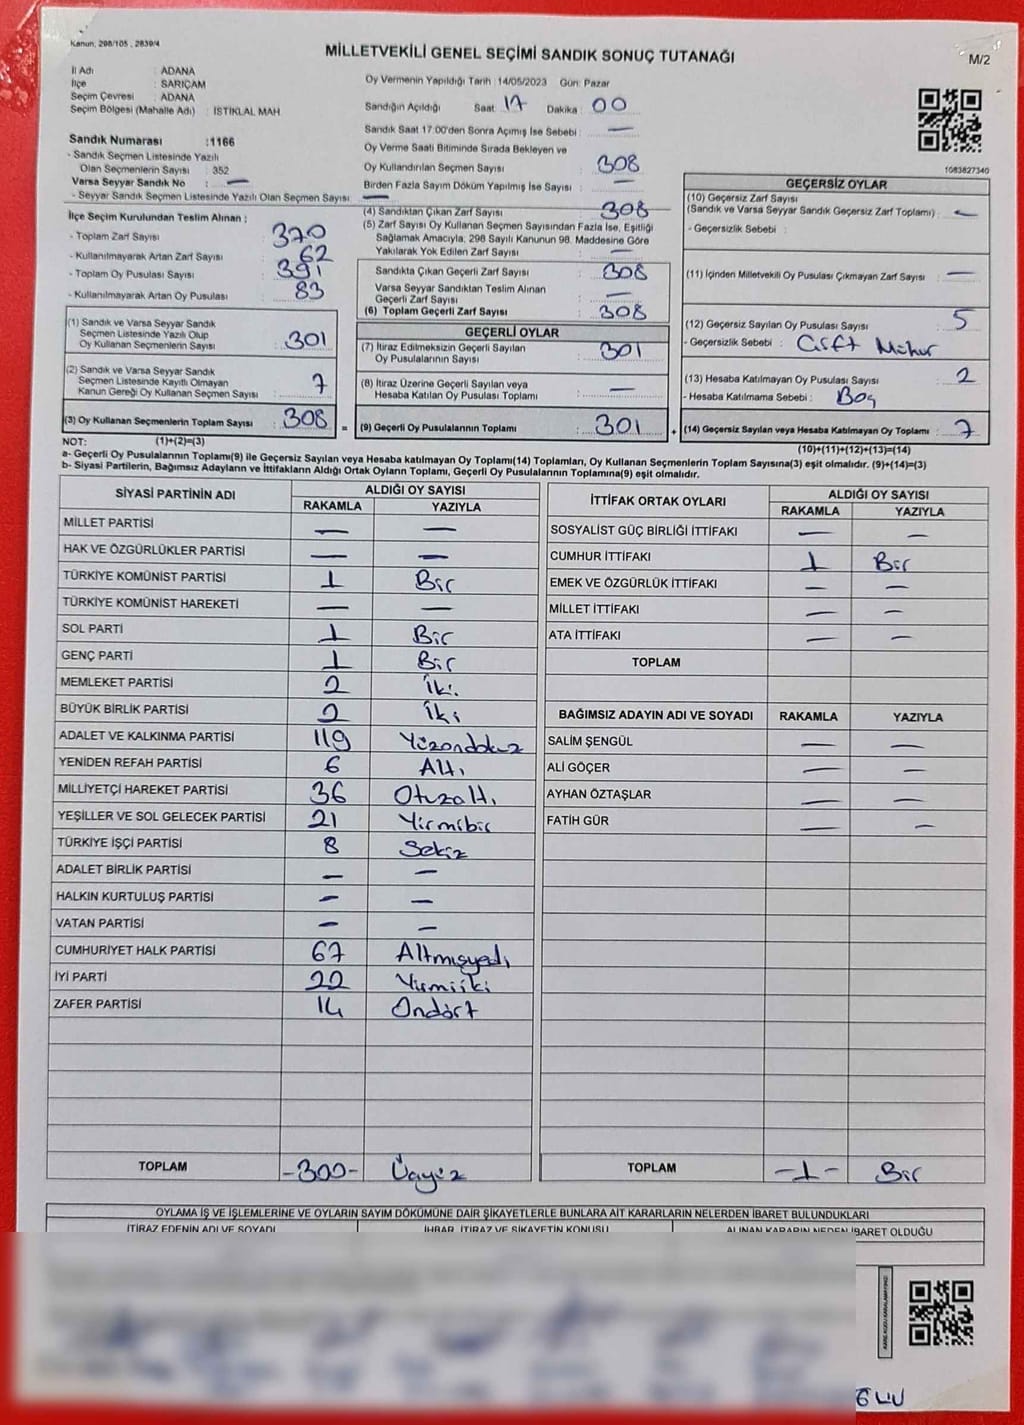 Kanun; 298/105 , 2839/4
MİLLETVEKİLİ GENEL SEÇİMİ SANDIK SONUÇ TUTANAĞI
M/2
İl Adı : ADANA
İlçe : SARIÇAM
Seçim Çevresi : ADANA
Seçim Bölgesi (Mahalle Adı) : İSTİKLAL MAH
Oy Vermenin Yapıldığı Tarih :14/05/2023 Gün: Pazar
Sandığın Açıldığı Saat: 17 Dakika : 00
Sandık Saat 17:00'den Sonra Açımış İse Sebebi : —
Sandık Numarası :1166
- Sandık Seçmen Listesinde Yazılı
Olan Seçmenlerin Sayısı : 352
Varsa Seyyar Sandık No : —
- Seyyar Sandık Seçmen Listesinde Yazılı Olan Seçmen Sayısı : —
Oy Verme Saati Bitiminde Sırada Bekleyen ve
Oy Kullandırılan Seçmen Sayısı : 308
Birden Fazla Sayım Döküm Yapılmış İse Sayısı : —
1083827340
İlçe Seçim Kurulundan Teslim Alınan :
- Toplam Zarf Sayısı : 370
- Kullanılmayarak Artan Zarf Sayısı : 62
- Toplam Oy Pusulası Sayısı : 391
- Kullanılmayarak Artan Oy Pusulası : 83
(1) Sandık ve Varsa Seyyar Sandık
Seçmen Listesinde Yazılı Olup
Oy Kullanan Seçmenlerin Sayısı : 301
(2) Sandık ve Varsa Seyyar Sandık
Seçmen Listesinde Kayıtlı Olmayan
Kanun Gereği Oy Kullanan Seçmen Sayısı : 7
(3) Oy Kullanan Seçmenlerin Toplam Sayısı : 308 =
(4) Sandıktan Çıkan Zarf Sayısı : 308
(5) Zarf Sayısı Oy Kullanan Seçmen Sayısından Fazla İse, Eşitliği
Sağlamak Amacıyla, 298 Sayılı Kanunun 98. Maddesine Göre
Yakılarak Yok Edilen Zarf Sayısı : —
Sandıkta Çıkan Geçerli Zarf Sayısı : 308
Varsa Seyyar Sandıktan Teslim Alınan
Geçerli Zarf Sayısı : —
(6) Toplam Geçerli Zarf Sayısı : 308
GEÇERLİ OYLAR
(7) İtiraz Edilmeksizin Geçerli Sayılan
Oy Pusulalarının Sayısı : 301
(8) İtiraz Üzerine Geçerli Sayılan veya
Hesaba Katılan Oy Pusulası Toplamı : —
(9) Geçerli Oy Pusulalarının Toplamı : 301 +
GEÇERSİZ OYLAR
(10) Geçersiz Zarf Sayısı
(Sandık ve Varsa Seyyar Sandık Geçersiz Zarf Toplamı) : —
- Geçersizlik Sebebi :
(11) İçinden Milletvekili Oy Pusulası Çıkmayan Zarf Sayısı : —
(12) Geçersiz Sayılan Oy Pusulası Sayısı : 5
- Geçersizlik Sebebi : Çift Mühür
(13) Hesaba Katılmayan Oy Pusulası Sayısı : 2
- Hesaba Katılmama Sebebi : Boş
(14) Geçersiz Sayılan veya Hesaba Katılmayan Oy Toplamı : 7
NOT: (1)+(2)=(3) (10)+(11)+(12)+(13)=(14)
a- Geçerli Oy Pusulalarının Toplamı(9) ile Geçersiz Sayılan veya Hesaba katılmayan Oy Toplamı(14) Toplamları, Oy Kullanan Seçmenlerin Toplam Sayısına(3) eşit olmalıdır. (9)+(14)=(3)
b- Siyasi Partilerin, Bağımsız Adayların ve İttifakların Aldığı Ortak Oyların Toplamı, Geçerli Oy Pusulalarının Toplamına(9) eşit olmalıdır.
SİYASİ PARTİNİN ADI ALDIĞI OY SAYISI
RAKAMLA YAZIYLA
MİLLET PARTİSİ — —
HAK VE ÖZGÜRLÜKLER PARTİSİ — —
TÜRKİYE KOMÜNİST PARTİSİ 1 Bir
TÜRKİYE KOMÜNİST HAREKETİ — —
SOL PARTİ 1 Bir
GENÇ PARTİ 1 Bir
MEMLEKET PARTİSİ 2 İki
BÜYÜK BİRLİK PARTİSİ 2 İki
ADALET VE KALKINMA PARTİSİ 119 Yüzondokuz
YENİDEN REFAH PARTİSİ 6 Altı
MİLLİYETÇİ HAREKET PARTİSİ 36 Otuzaltı
YEŞİLLER VE SOL GELECEK PARTİSİ 21 Yirmibir
TÜRKİYE İŞÇİ PARTİSİ 8 Sekiz
ADALET BİRLİK PARTİSİ — —
HALKIN KURTULUŞ PARTİSİ — —
VATAN PARTİSİ — —
CUMHURİYET HALK PARTİSİ 67 Altmışyedi
İYİ PARTİ 22 Yirmiiki
ZAFER PARTİSİ 14 Ondört
TOPLAM -300- Üçyüz
İTTİFAK ORTAK OYLARI ALDIĞI OY SAYISI
RAKAMLA YAZIYLA
SOSYALİST GÜÇ BİRLİĞİ İTTİFAKI — —
CUMHUR İTTİFAKI 1 Bir
EMEK VE ÖZGÜRLÜK İTTİFAKI — —
MİLLET İTTİFAKI — —
ATA İTTİFAKI — —
TOPLAM
BAĞIMSIZ ADAYIN ADI VE SOYADI RAKAMLA YAZIYLA
SALİM ŞENGÜL — —
ALİ GÖÇER — —
AYHAN ÖZTAŞLAR — —
FATİH GÜR — —
TOPLAM -1- Bir
OYLAMA İŞ VE İŞLEMLERİNE VE OYLARIN SAYIM DÖKÜMÜNE DAİR ŞİKAYETLERLE BUNLARA AİT KARARLARIN NELERDEN İBARET BULUNDUKLARI
İTİRAZ EDENİN ADI VE SOYADI İHBAR, İTİRAZ VE ŞİKAYETİN KONUSU ALINAN KARARIN NEDEN İBARET OLDUĞU